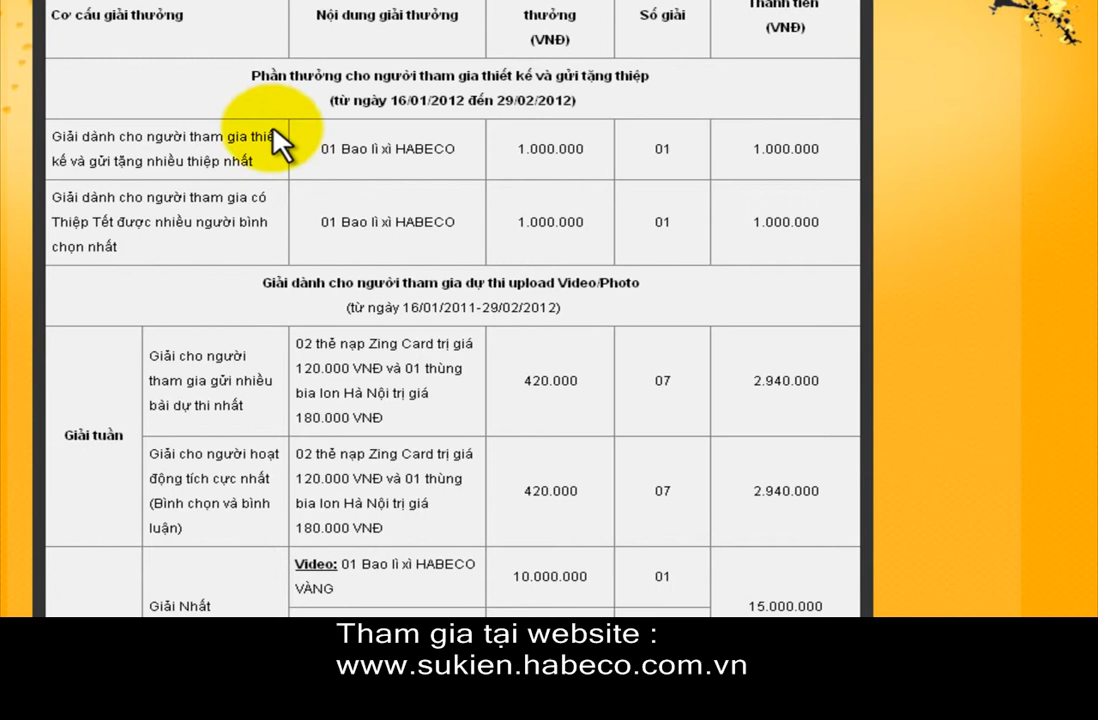 Cơ cấu giải thưởng
Nội dung giải thưởng
thưởng
(VNĐ)
Số giải
Thành tiền
(VNĐ)
Phần thưởng cho người tham gia thiết kế và gửi tặng thiệp
(từ ngày 16/01/2012 đến 29/02/2012)
Giải dành cho người tham gia thiế
kế và gửi tặng nhiều thiệp nhất
01 Bao lì xì HABECO
1.000.000
01
1.000.000
Giải dành cho người tham gia có
Thiệp Tết được nhiều người bình
chọn nhất
01 Bao lì xì HABECO
1.000.000
01
1.000.000
Giải dành cho người tham gia dự thi upload Video/Photo
(từ ngày 16/01/2011-29/02/2012)
Giải tuần
Giải cho người
tham gia gửi nhiều
bài dự thi nhất
02 thẻ nạp Zing Card trị giá
120.000 VNĐ và 01 thùng
bia lon Hà Nội trị giá
180.000 VNĐ
420.000
07
2.940.000
Giải cho người hoạt
động tích cực nhất
(Bình chọn và bình
luận)
02 thẻ nạp Zing Card trị giá
120.000 VNĐ và 01 thùng
bia lon Hà Nội trị giá
180.000 VNĐ
420.000
07
2.940.000
Giải Nhất
Video: 01 Bao lì xì HABECO
VÀNG
10.000.000
01
15.000.000
Tham gia tại website :
www.sukien.habeco.com.vn